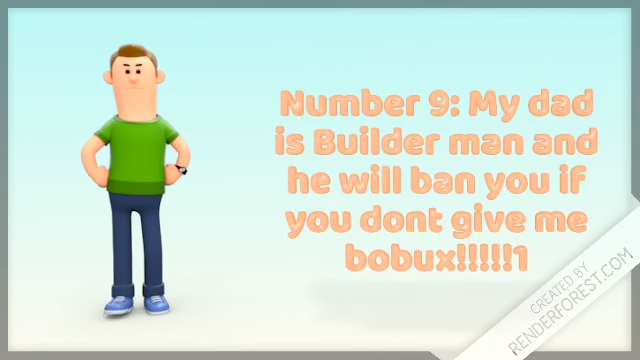 Number 9: My dad
is Builder man and
he will ban you if
you dont give me
bobux!!!!!1
CREATED BY
RENDERFOREST.COM